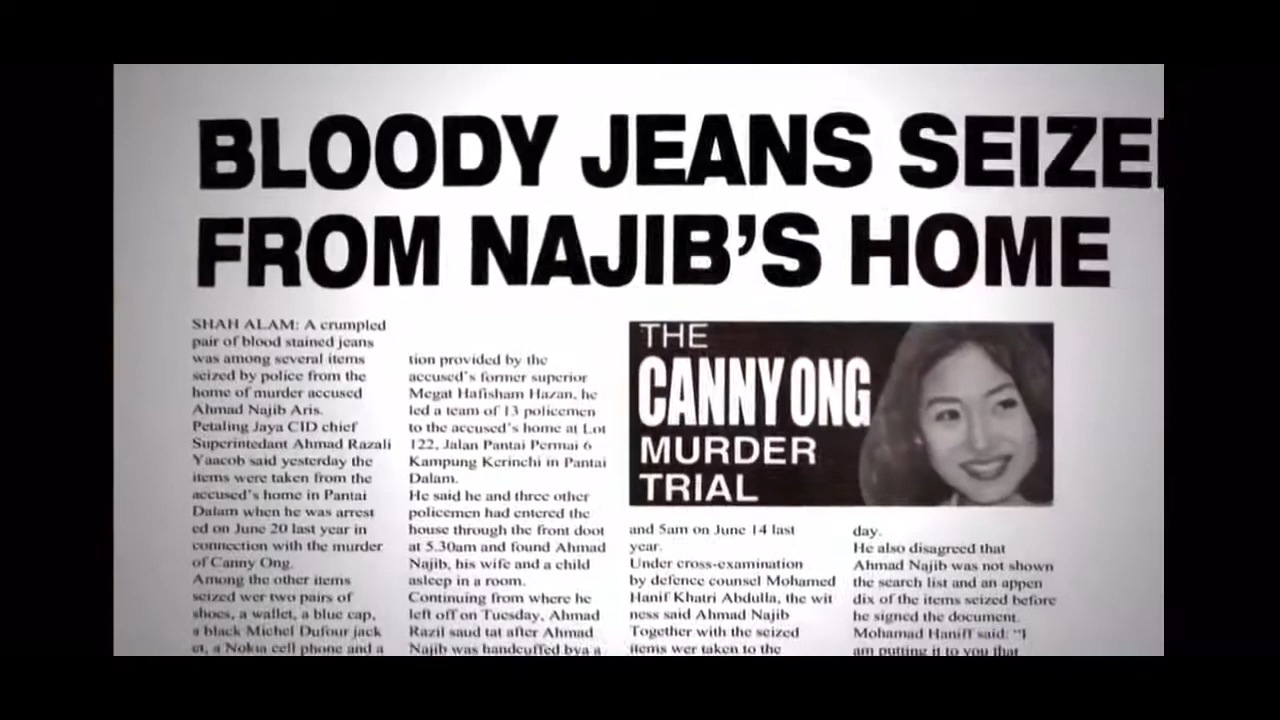 BLOODY JEANS SEIZE
FROM NAJIB'S HOME
SHAH ALAM: A crumpled
pair of blood stained jeans
was among several items
seized by police from the
home of murder accused
Ahmad Najib Aris.
Petaling Jaya CID chief
Superintedant Ahmad Razali
Yaacob said yesterday the
items were taken from the
accused's home in Pantai
Dalam when he was arrest
ed on June 20 last year in
connection with the murder
of Canny Ong.
Among the other items
seized wer two pairs of
shoes, a wallet, a blue cap,
a black Michel Dufour jack
et, a Nokia cell phone and a
tion provided by the
accused's former superior
Megat Hafisham Hazan, he
led a team of 13 policemen
to the accused's home at Lot
122, Jalan Pantai Permai 6
Kampung Kerinchi in Pantai
Dalam.
He said he and three other
policemen had entered the
house through the front doot
at 5.30am and found Ahmad
Najib, his wife and a child
asleep in a room.
Continuing from where he
left off on Tuesday, Ahmad
Razil saud tat after Ahmad
Najib was handcuffed bya a
THE
CANNY ONG
MURDER
TRIAL
and 5am on June 14 last
year.
Under cross-examination
by defence counsel Mohamed
Hanif Khatri Abdulla, the wit
ness said Ahmad Najib
Together with the seized
items wer taken to the
day.
He also disagreed that
Ahmad Najib was not shown
the search list and an appen
dix of the items seized before
he signed the document.
Mohamad Haniff said: "I
am putting it to you that